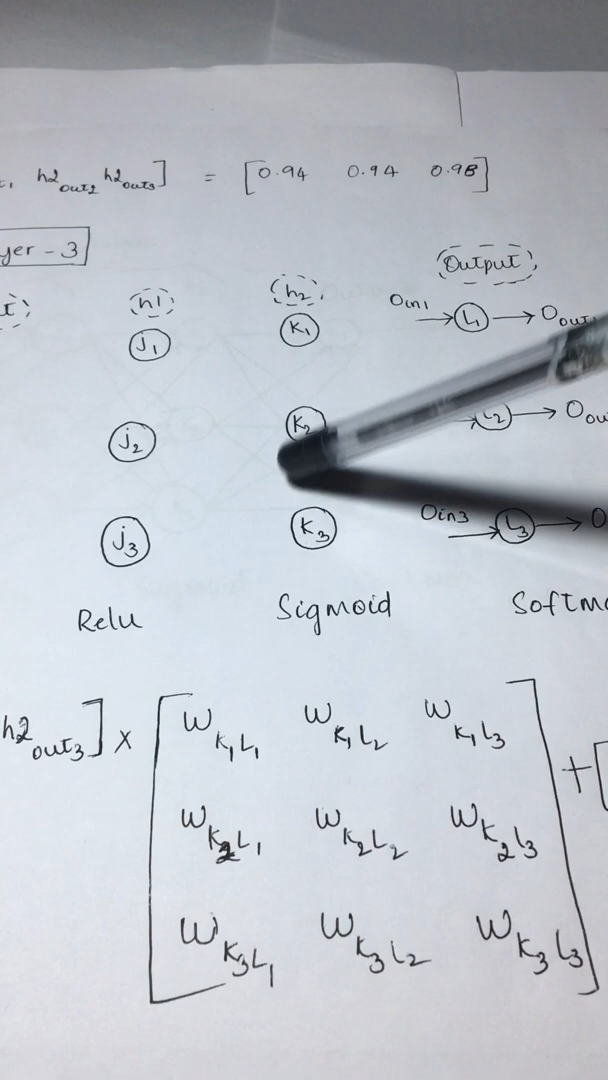 h2out2 h2out3] = [0.94 0.94 0.98]
yer - 3
h1 h2 Output
j1 K1 Oin1 L1 Oout1
j2 K2 L2 Oou
j3 K3 Oin3 L3 O
Relu Sigmoid Softm
h2out3] x [WK1L1 WK1L2 WK1L3
WK2L1 WK2L2 WK2L3
WK3L1 WK3L2 WK3L3] + [